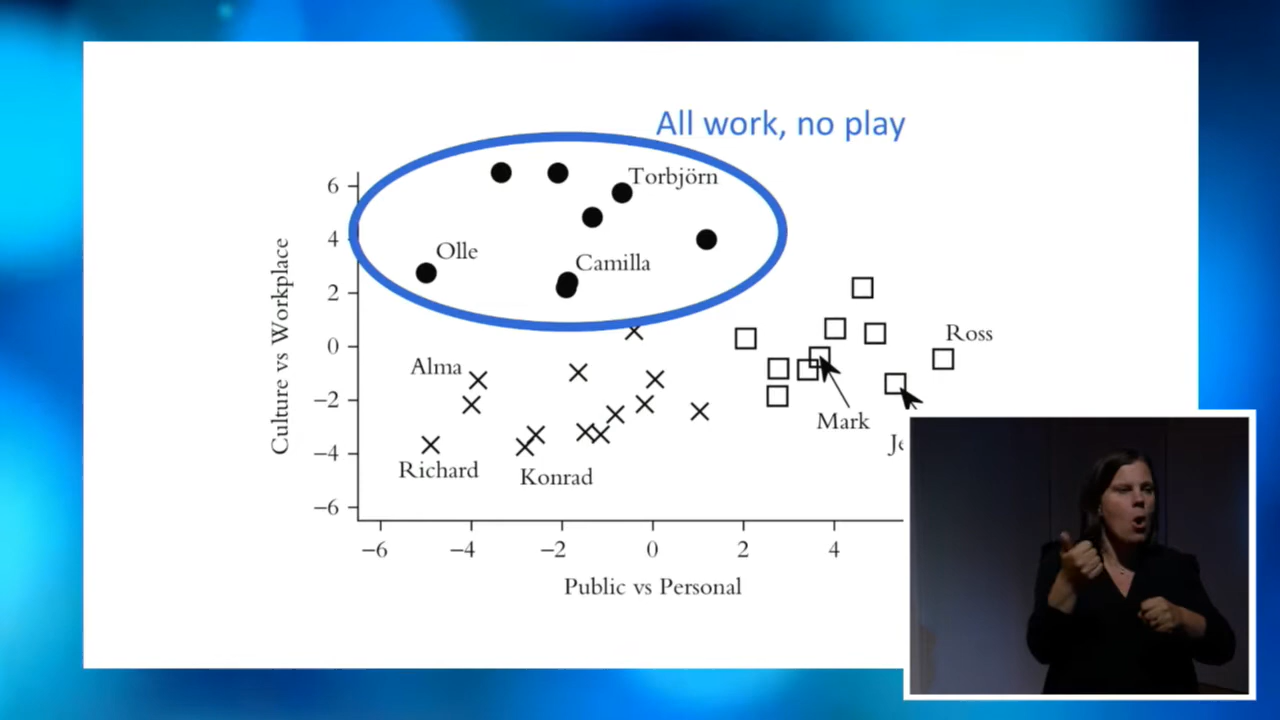 All work, no play
6
4
2
0
−2
−4
−6
Culture vs Workplace
Torbjörn
Olle
Camilla
Ross
Alma
Mark
Richard
Konrad
−6
−4
−2
0
2
4
Public vs Personal